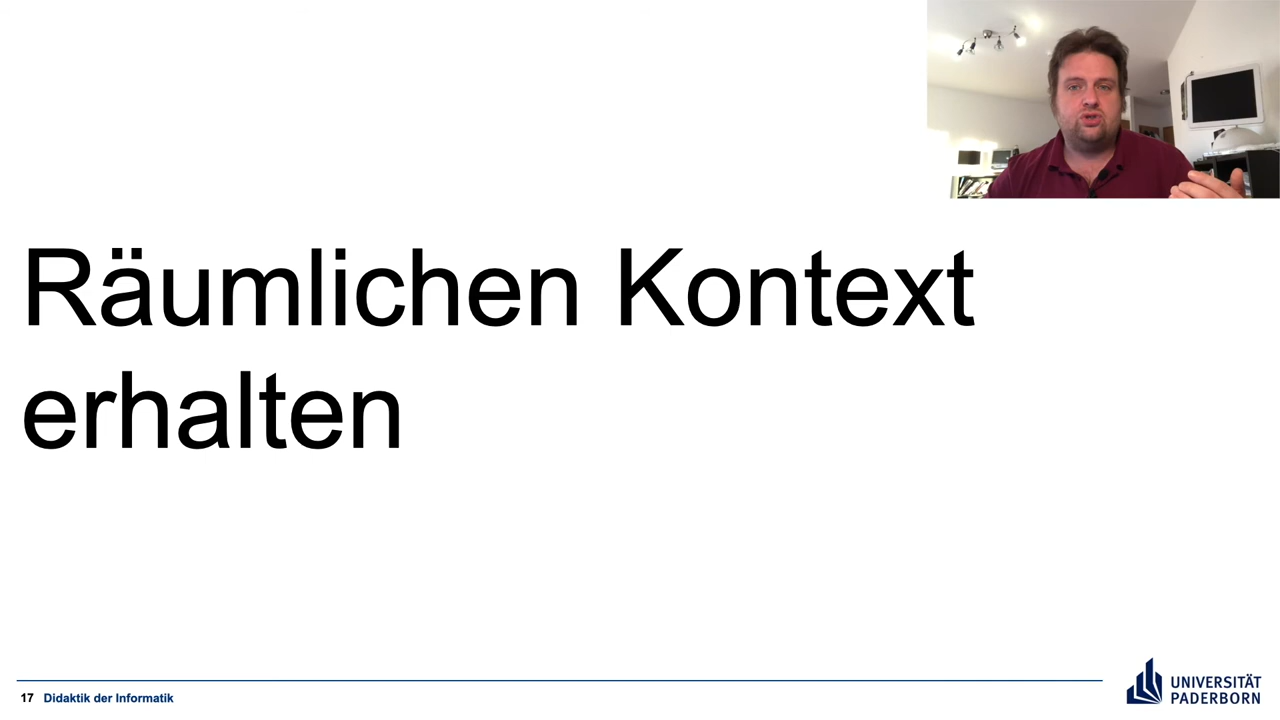 Räumlichen Kontext
erhalten
17 Didaktik der Informatik
UNIVERSITÄT
PADERBORN